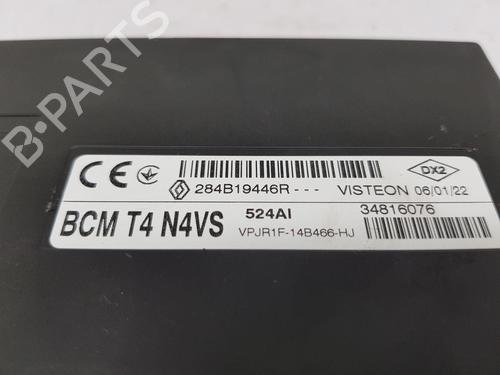 B-PARTS
CE
DX2
284B19446R--- VISTEON 06/01/22
BCM T4 N4VS 524AI 34816076
VPJR1F-14B466-HJ